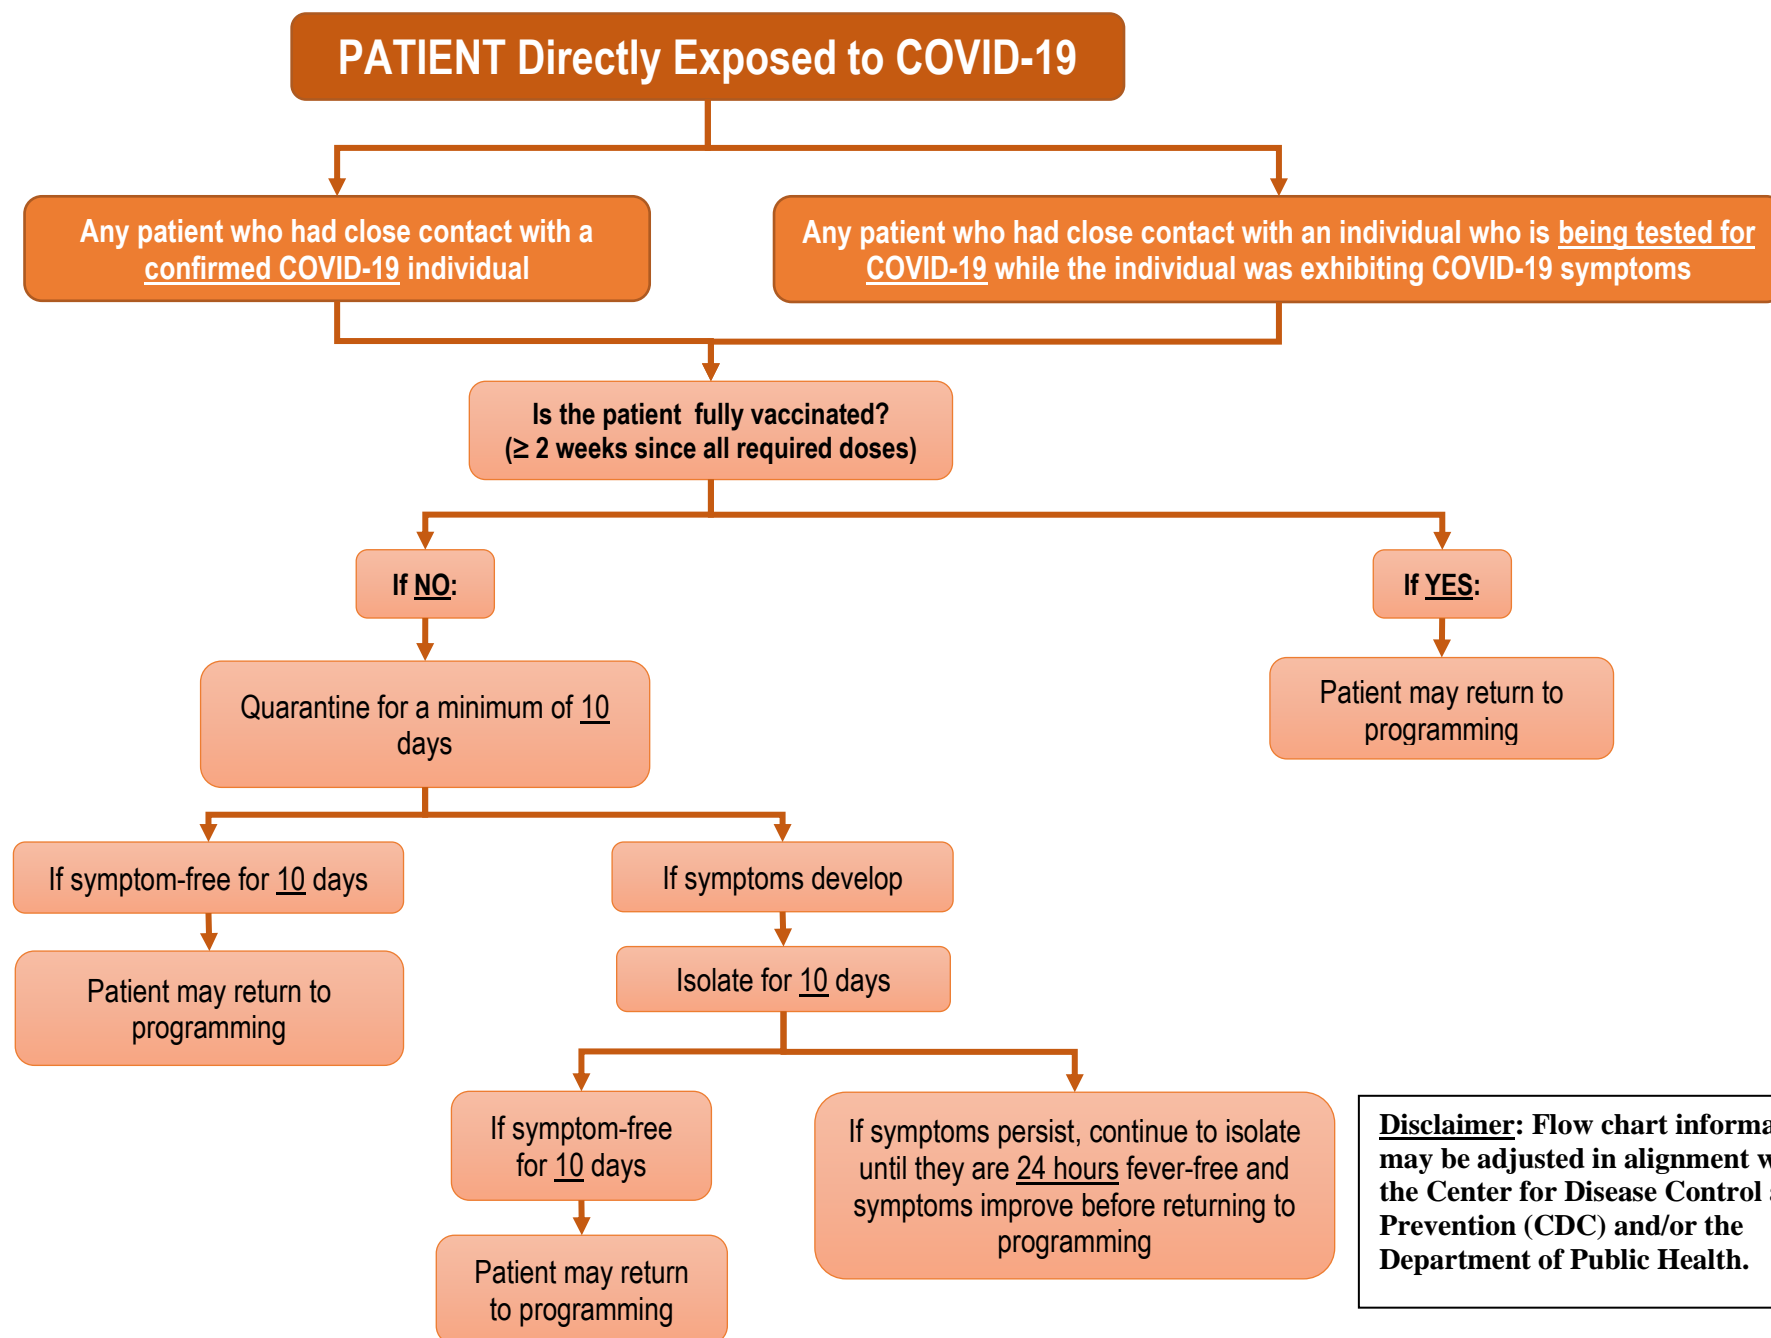 PATIENT Directly Exposed to COVID-19
Any patient who had close contact with a
confirmed COVID-19 individual
Any patient who had close contact with an individual who is being tested for
COVID-19 while the individual was exhibiting COVID-19 symptoms
Is the patient fully vaccinated?
(≥ 2 weeks since all required doses)
If NO:
If YES:
Quarantine for a minimum of 10
days
Patient may return to
programming
If symptom-free for 10 days
If symptoms develop
Patient may return to
programming
Isolate for 10 days
If symptom-free
for 10 days
If symptoms persist, continue to isolate
until they are 24 hours fever-free and
symptoms improve before returning to
programming
Patient may return
to programming
Disclaimer: Flow chart
may be adjusted in alignment
the Center for Disease Control
Prevention (CDC) and/or the
Department of Public Health.